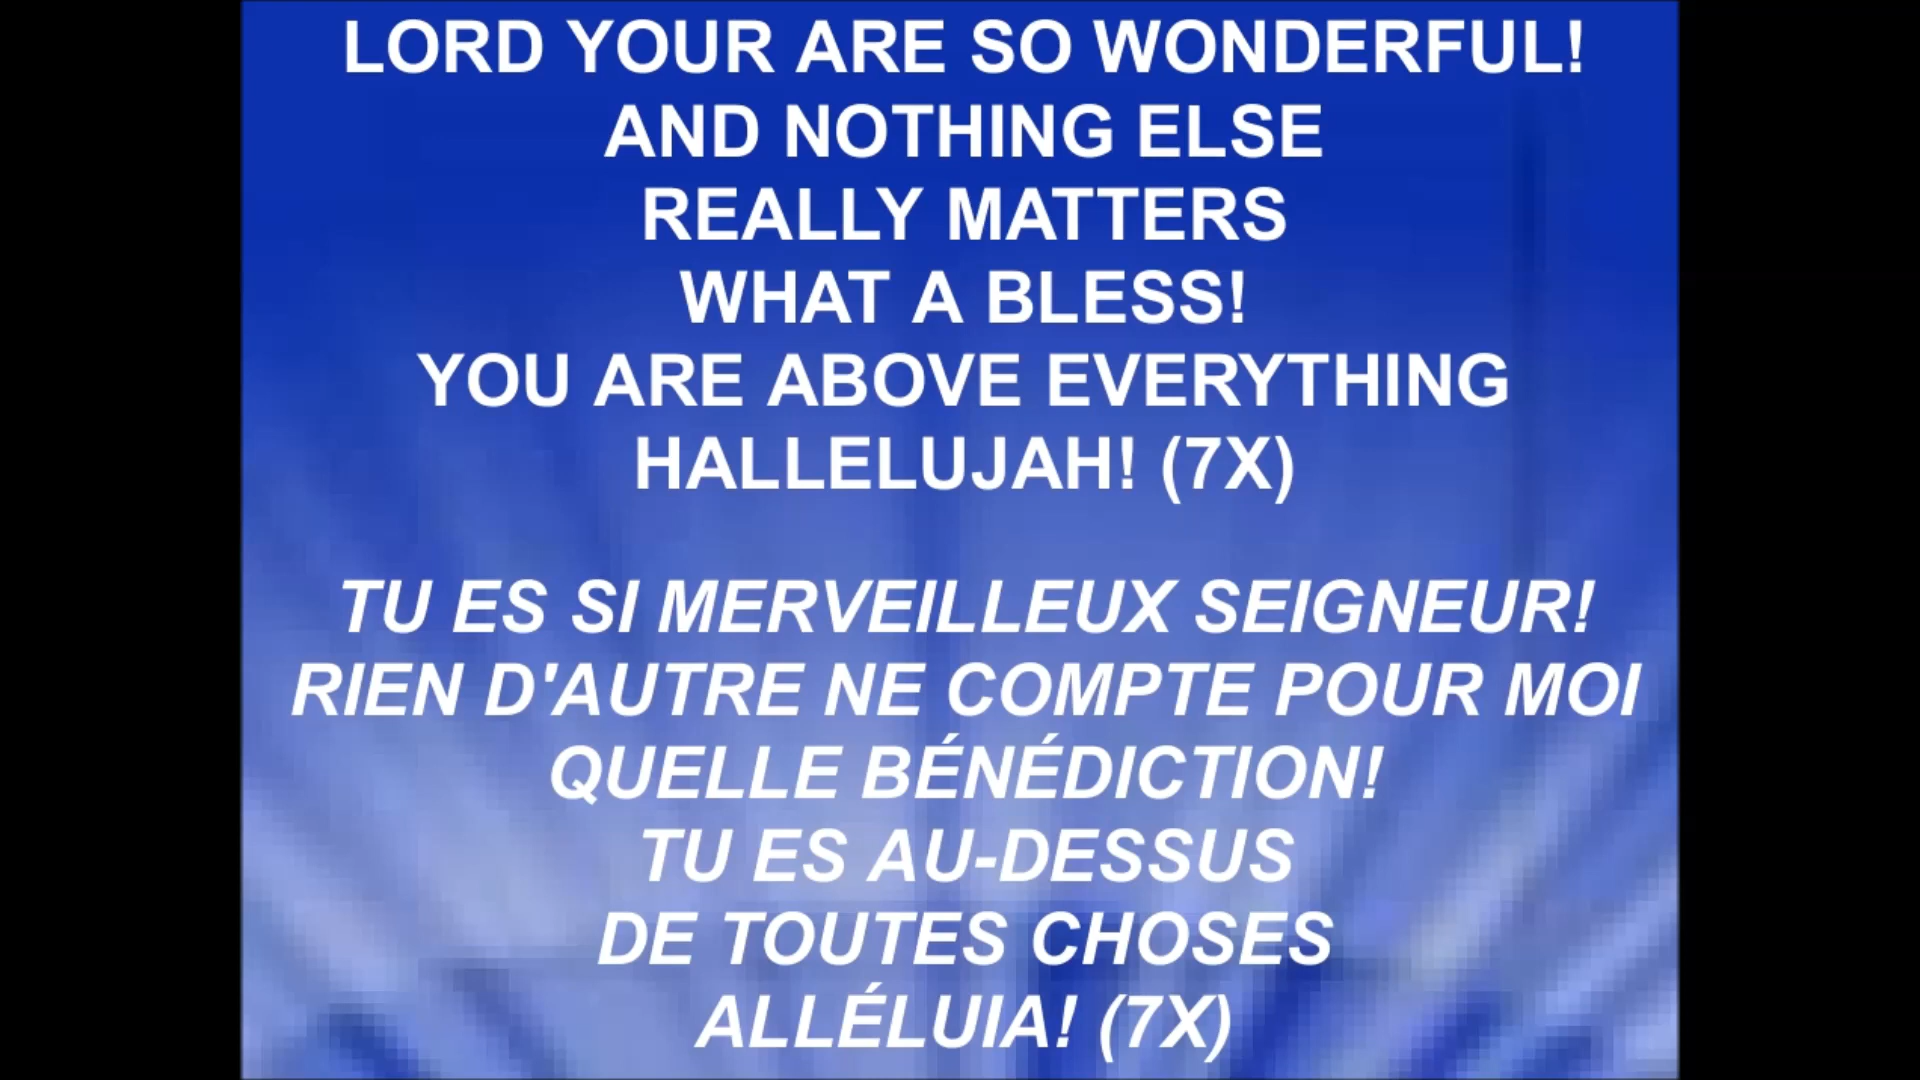 LORD YOUR ARE SO WONDERFUL!
AND NOTHING ELSE
REALLY MATTERS
WHAT A BLESS!
YOU ARE ABOVE EVERYTHING
HALLELUJAH! (7X)
TU ES SI MERVEILLEUX SEIGNEUR!
RIEN D'AUTRE NE COMPTE POUR MOI
QUELLE BÉNÉDICTION!
TU ES AU-DESSUS
DE TOUTES CHOSES
ALLÉLUIA! (7X)